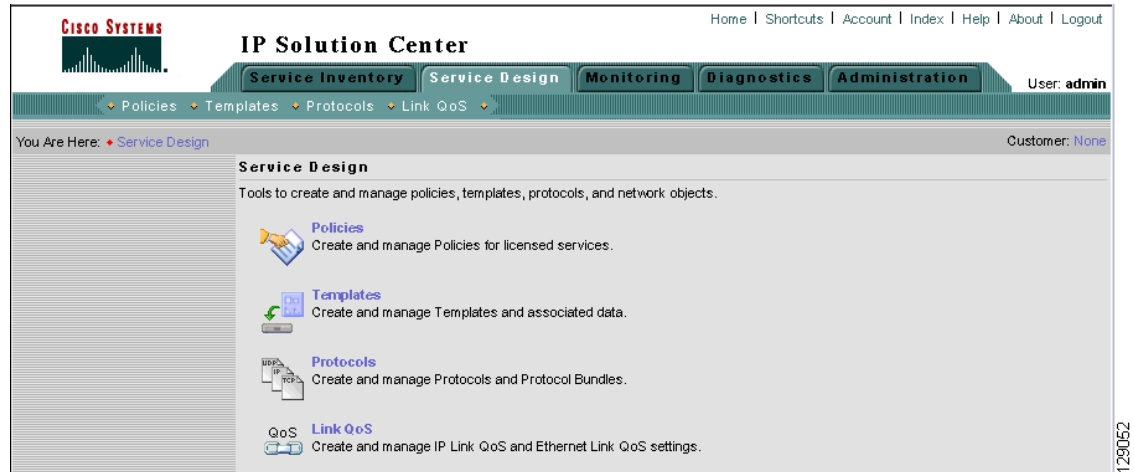 CISCO SYSTEMS
Home | Shortcuts | Account | Index | Help | About | Logout
IP Solution Center
Service Inventory Service Design Monitoring Diagnostics Administration
User: admin
Policies Templates Protocols Link QoS
You Are Here: Service Design
Customer: None
Service Design
Tools to create and manage policies, templates, protocols, and network objects.
Policies
Create and manage Policies for licensed services.
Templates
Create and manage Templates and associated data.
UDP
IP
TCP
Protocols
Create and manage Protocols and Protocol Bundles.
QoS
Link QoS
Create and manage IP Link QoS and Ethernet Link QoS settings.
129052